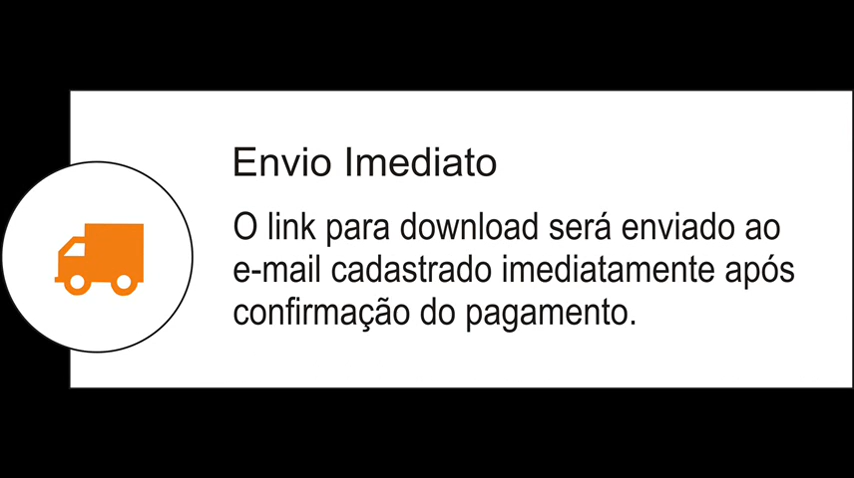 Envio Imediato
O link para download será enviado ao
e-mail cadastrado imediatamente após
confirmação do pagamento.